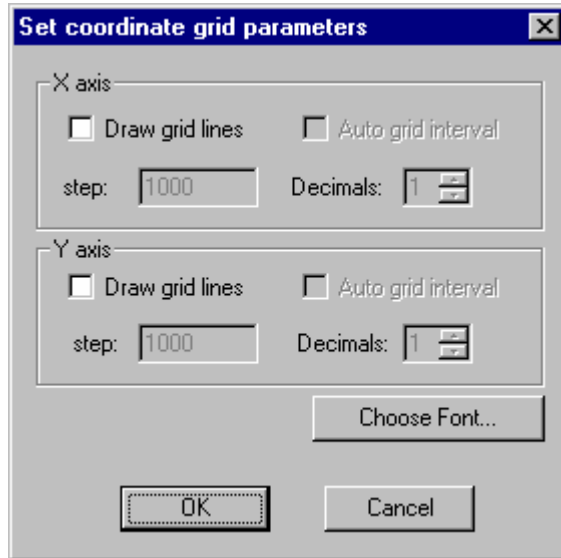 Set coordinate grid parameters
X axis
Draw grid lines Auto grid interval
step: 1000 Decimals: 1
Y axis
Draw grid lines Auto grid interval
step: 1000 Decimals: 1
Choose Font...
OK Cancel